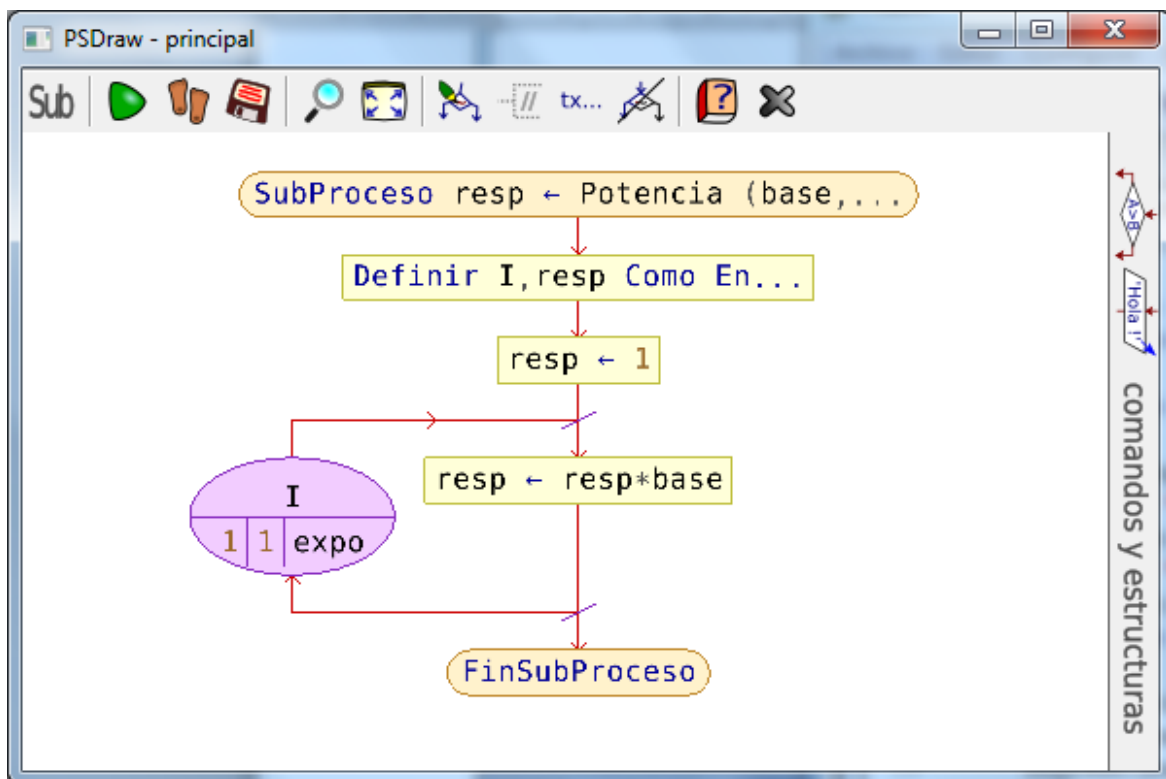 PSDraw - principal
Sub
tx...
SubProceso resp ← Potencia (base,...
Definir I,resp Como En...
resp ← 1
resp ← resp*base
I
1 1 expo
FinSubProceso
A>B
"Hola !"
comandos y estructuras